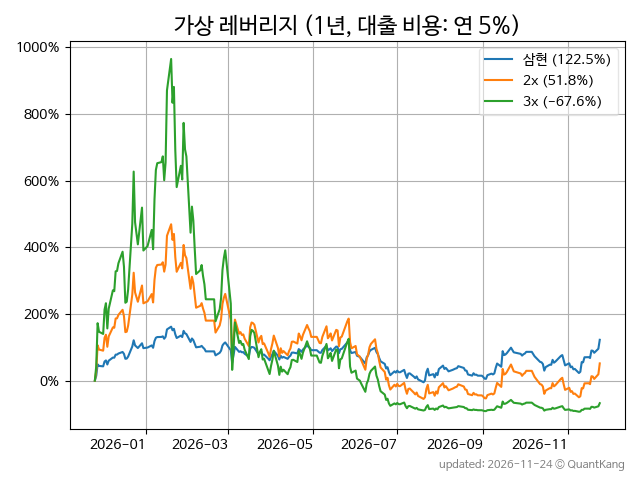 가상 레버리지 (1년, 대출 비용: 연 5%)
1000%
800%
600%
400%
200%
0%
삼현 (122.5%)
2x (51.8%)
3x (−67.6%)
2026-01
2026-03
2026-05
2026-07
2026-09
2026-11
updated: 2026-11-24 © QuantKang